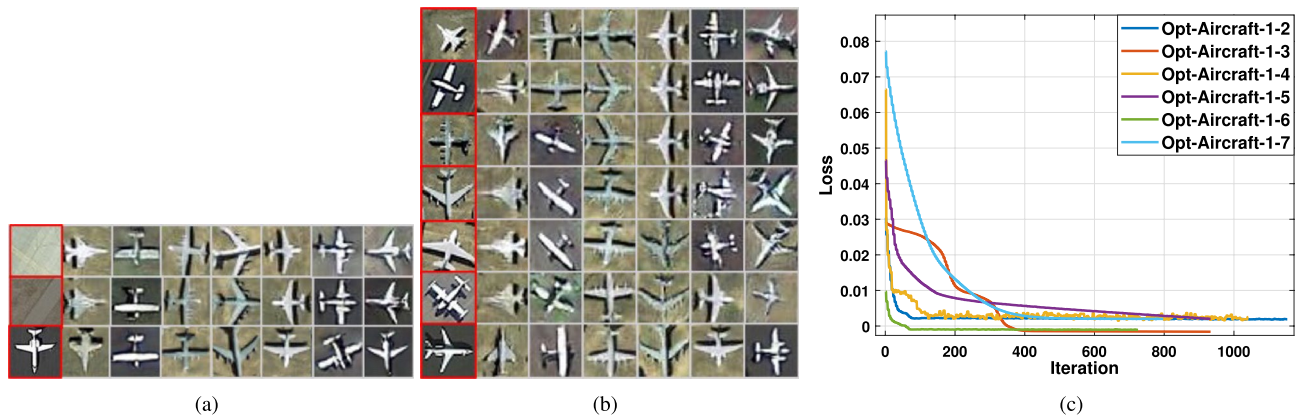 0.08
0.07
0.06
0.05
0.04
0.03
0.02
0.01
0
Loss
0 200 400 600 800 1000
Iteration
Opt-Aircraft-1-2
Opt-Aircraft-1-3
Opt-Aircraft-1-4
Opt-Aircraft-1-5
Opt-Aircraft-1-6
Opt-Aircraft-1-7
(a) (b) (c)